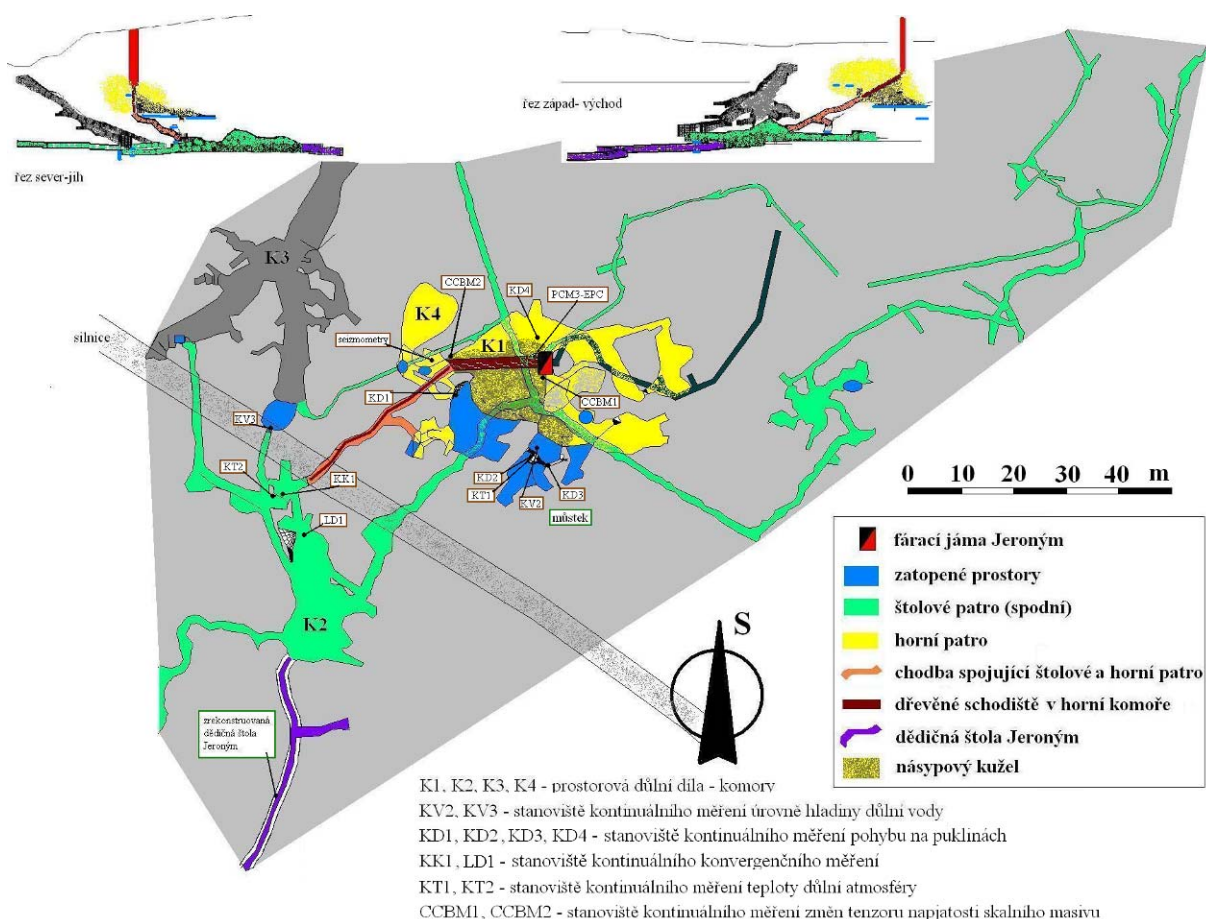 řez sever-jih
řez západ- východ
K3
silnice
K4
CCBM2
KD4
PCM3-EPC
K1
seizmometry
KD1
CCBM1
KV3
KT2
KK1
LD1
KD2
KT1
KV2
KD3
můstek
K2
zrekonstruovaná
dědičná štola
Jeroným
S
0 10 20 30 40 m
fárací jáma Jeroným
zatopené prostory
štolové patro (spodní)
horní patro
chodba spojující štolové a horní patro
dřevěné schodiště v horní komoře
dědičná štola Jeroným
násypový kužel
K1, K2, K3, K4 - prostorová důlní díla - komory
KV2, KV3 - stanoviště kontinuálního měření úrovně hladiny důlní vody
KD1, KD2, KD3, KD4 - stanoviště kontinuálního měření pohybu na puklinách
KK1, LD1 - stanoviště kontinuálního konvergenčního měření
KT1, KT2 - stanoviště kontinuálního měření teploty důlní atmosféry
CCBM1, CCBM2 - stanoviště kontinuálního měření změn tenzoru napjatosti skalního masivu